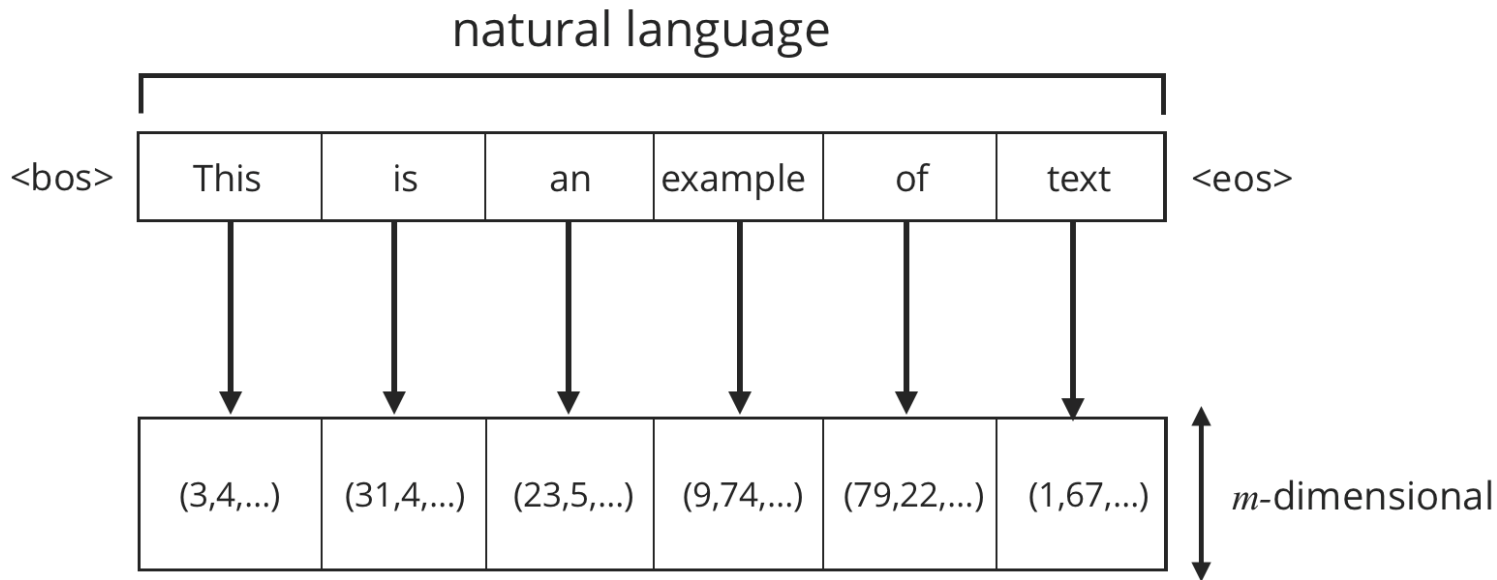 natural language
<bos> This is an example of text <eos>
(3,4,...) (31,4,...) (23,5,...) (9,74,...) (79,22,...) (1,67,...) m-dimensional